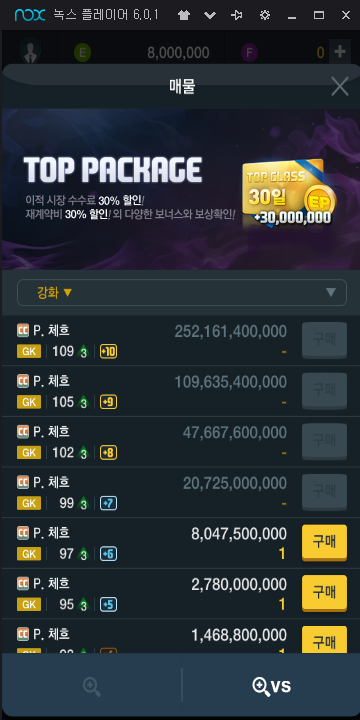 nox 녹스 플레이어 6.0.1
E 8,000,000 F 0 +
매물
TOP PACKAGE
이적 시장 수수료 30% 할인!
재계약비 30% 할인! 외 다양한 보너스와 보상확인!
TOP CLASS
30일
EP
+30,000,000
강화
CC P. 체흐 252,161,400,000 구매
GK 109 3 +10 -
CC P. 체흐 109,635,400,000 구매
GK 105 3 +9 -
CC P. 체흐 47,667,600,000 구매
GK 102 3 +8 -
CC P. 체흐 20,725,000,000 구매
GK 99 3 +7 -
CC P. 체흐 8,047,500,000 구매
GK 97 3 +6 1
CC P. 체흐 2,780,000,000 구매
GK 95 3 +5 1
CC P. 체흐 1,468,800,000 구매
VS